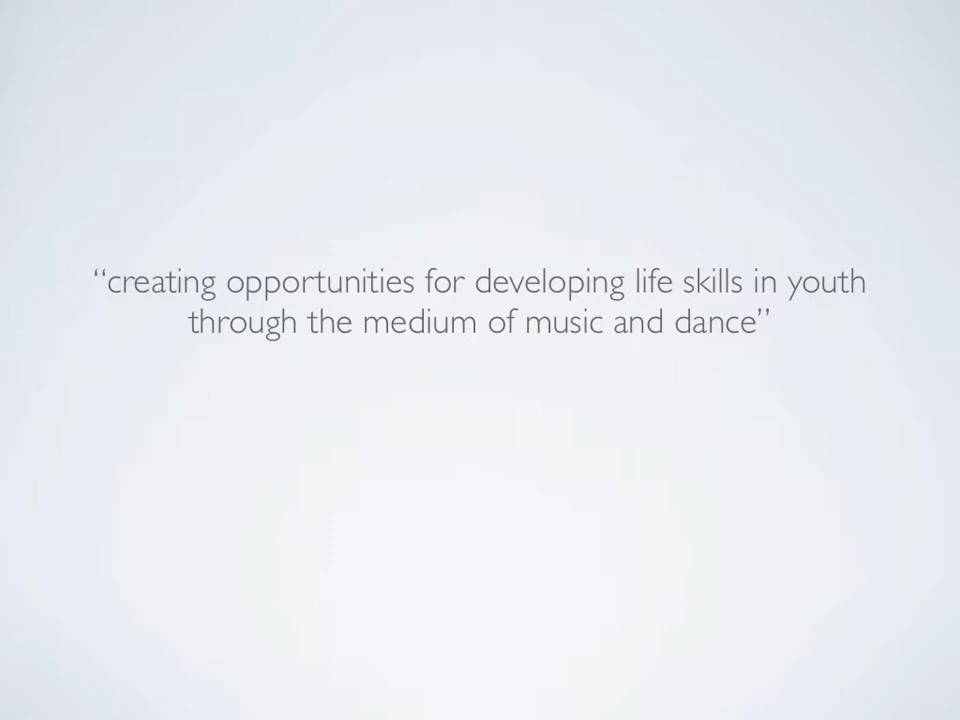 “creating opportunities for developing life skills in youth
through the medium of music and dance”